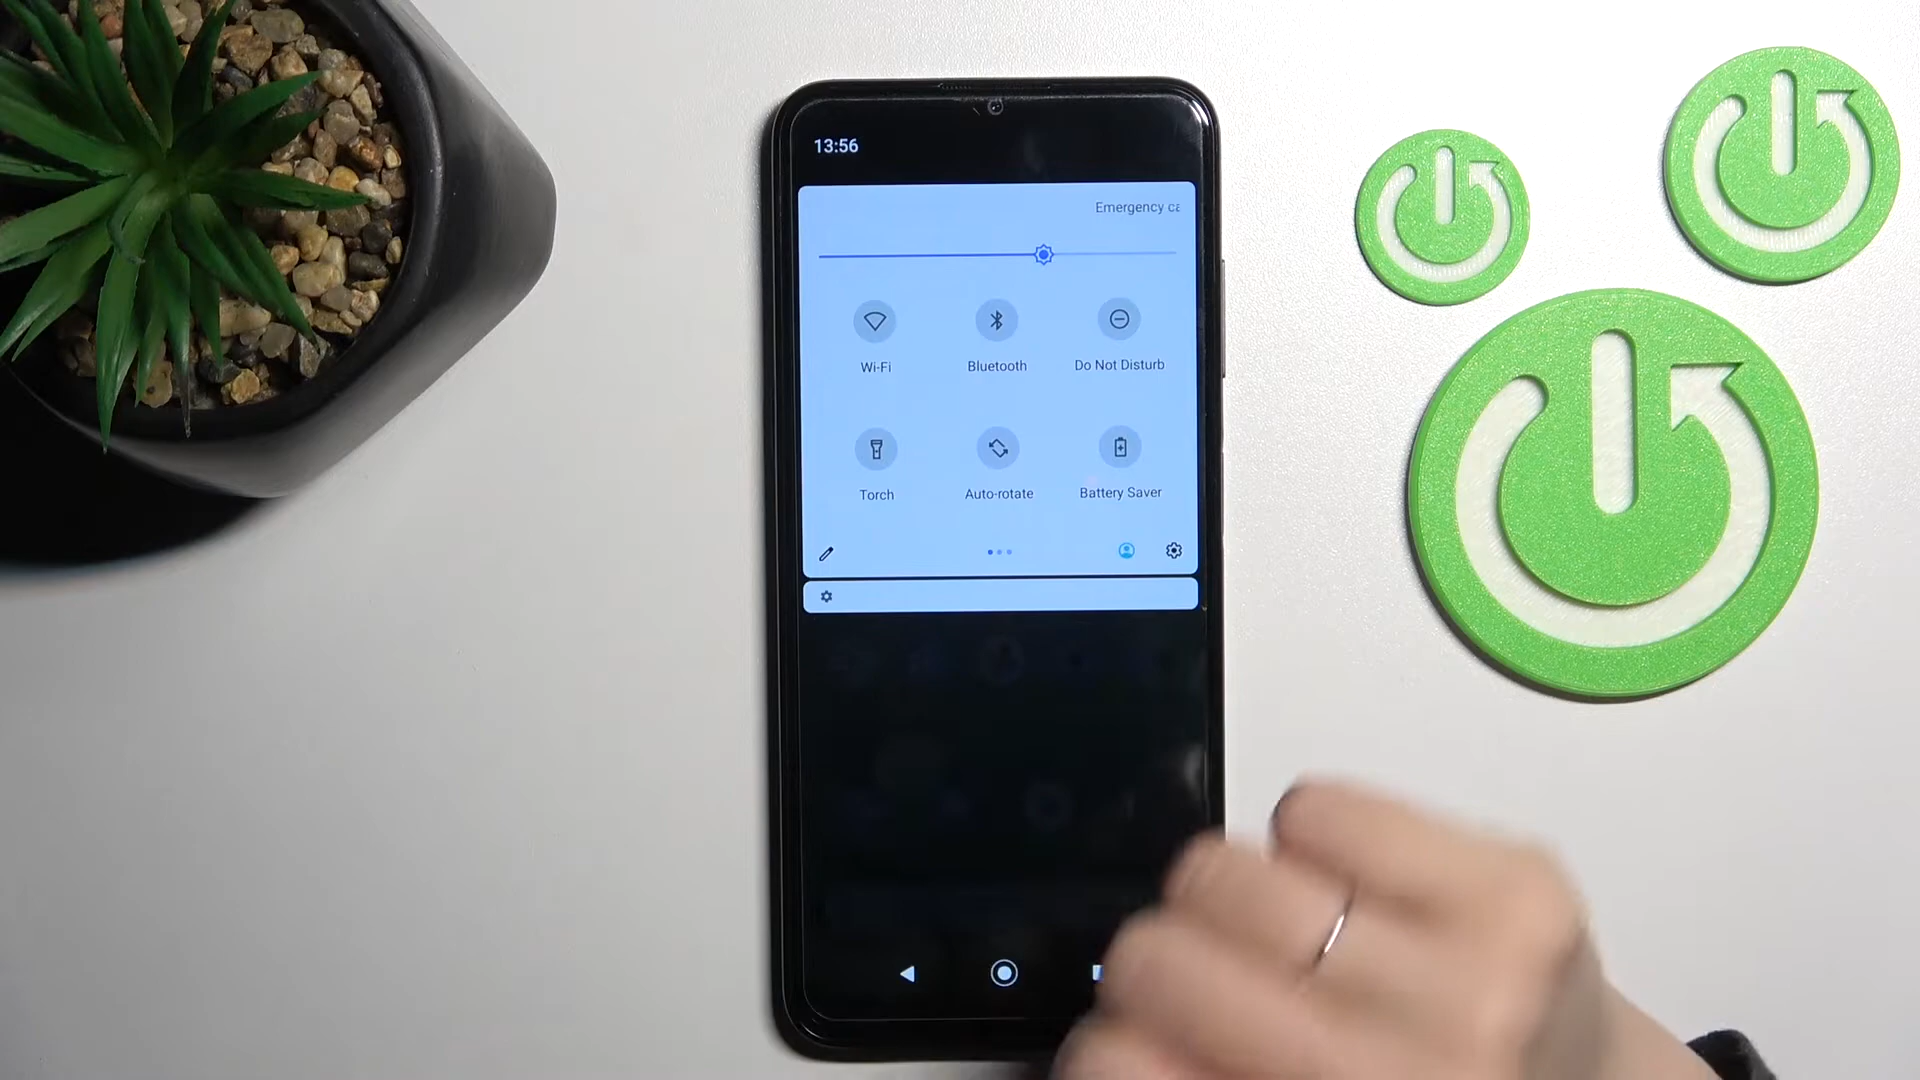 13:56
Emergency ca
Wi-Fi
Bluetooth
Do Not Disturb
Torch
Auto-rotate
Battery Saver